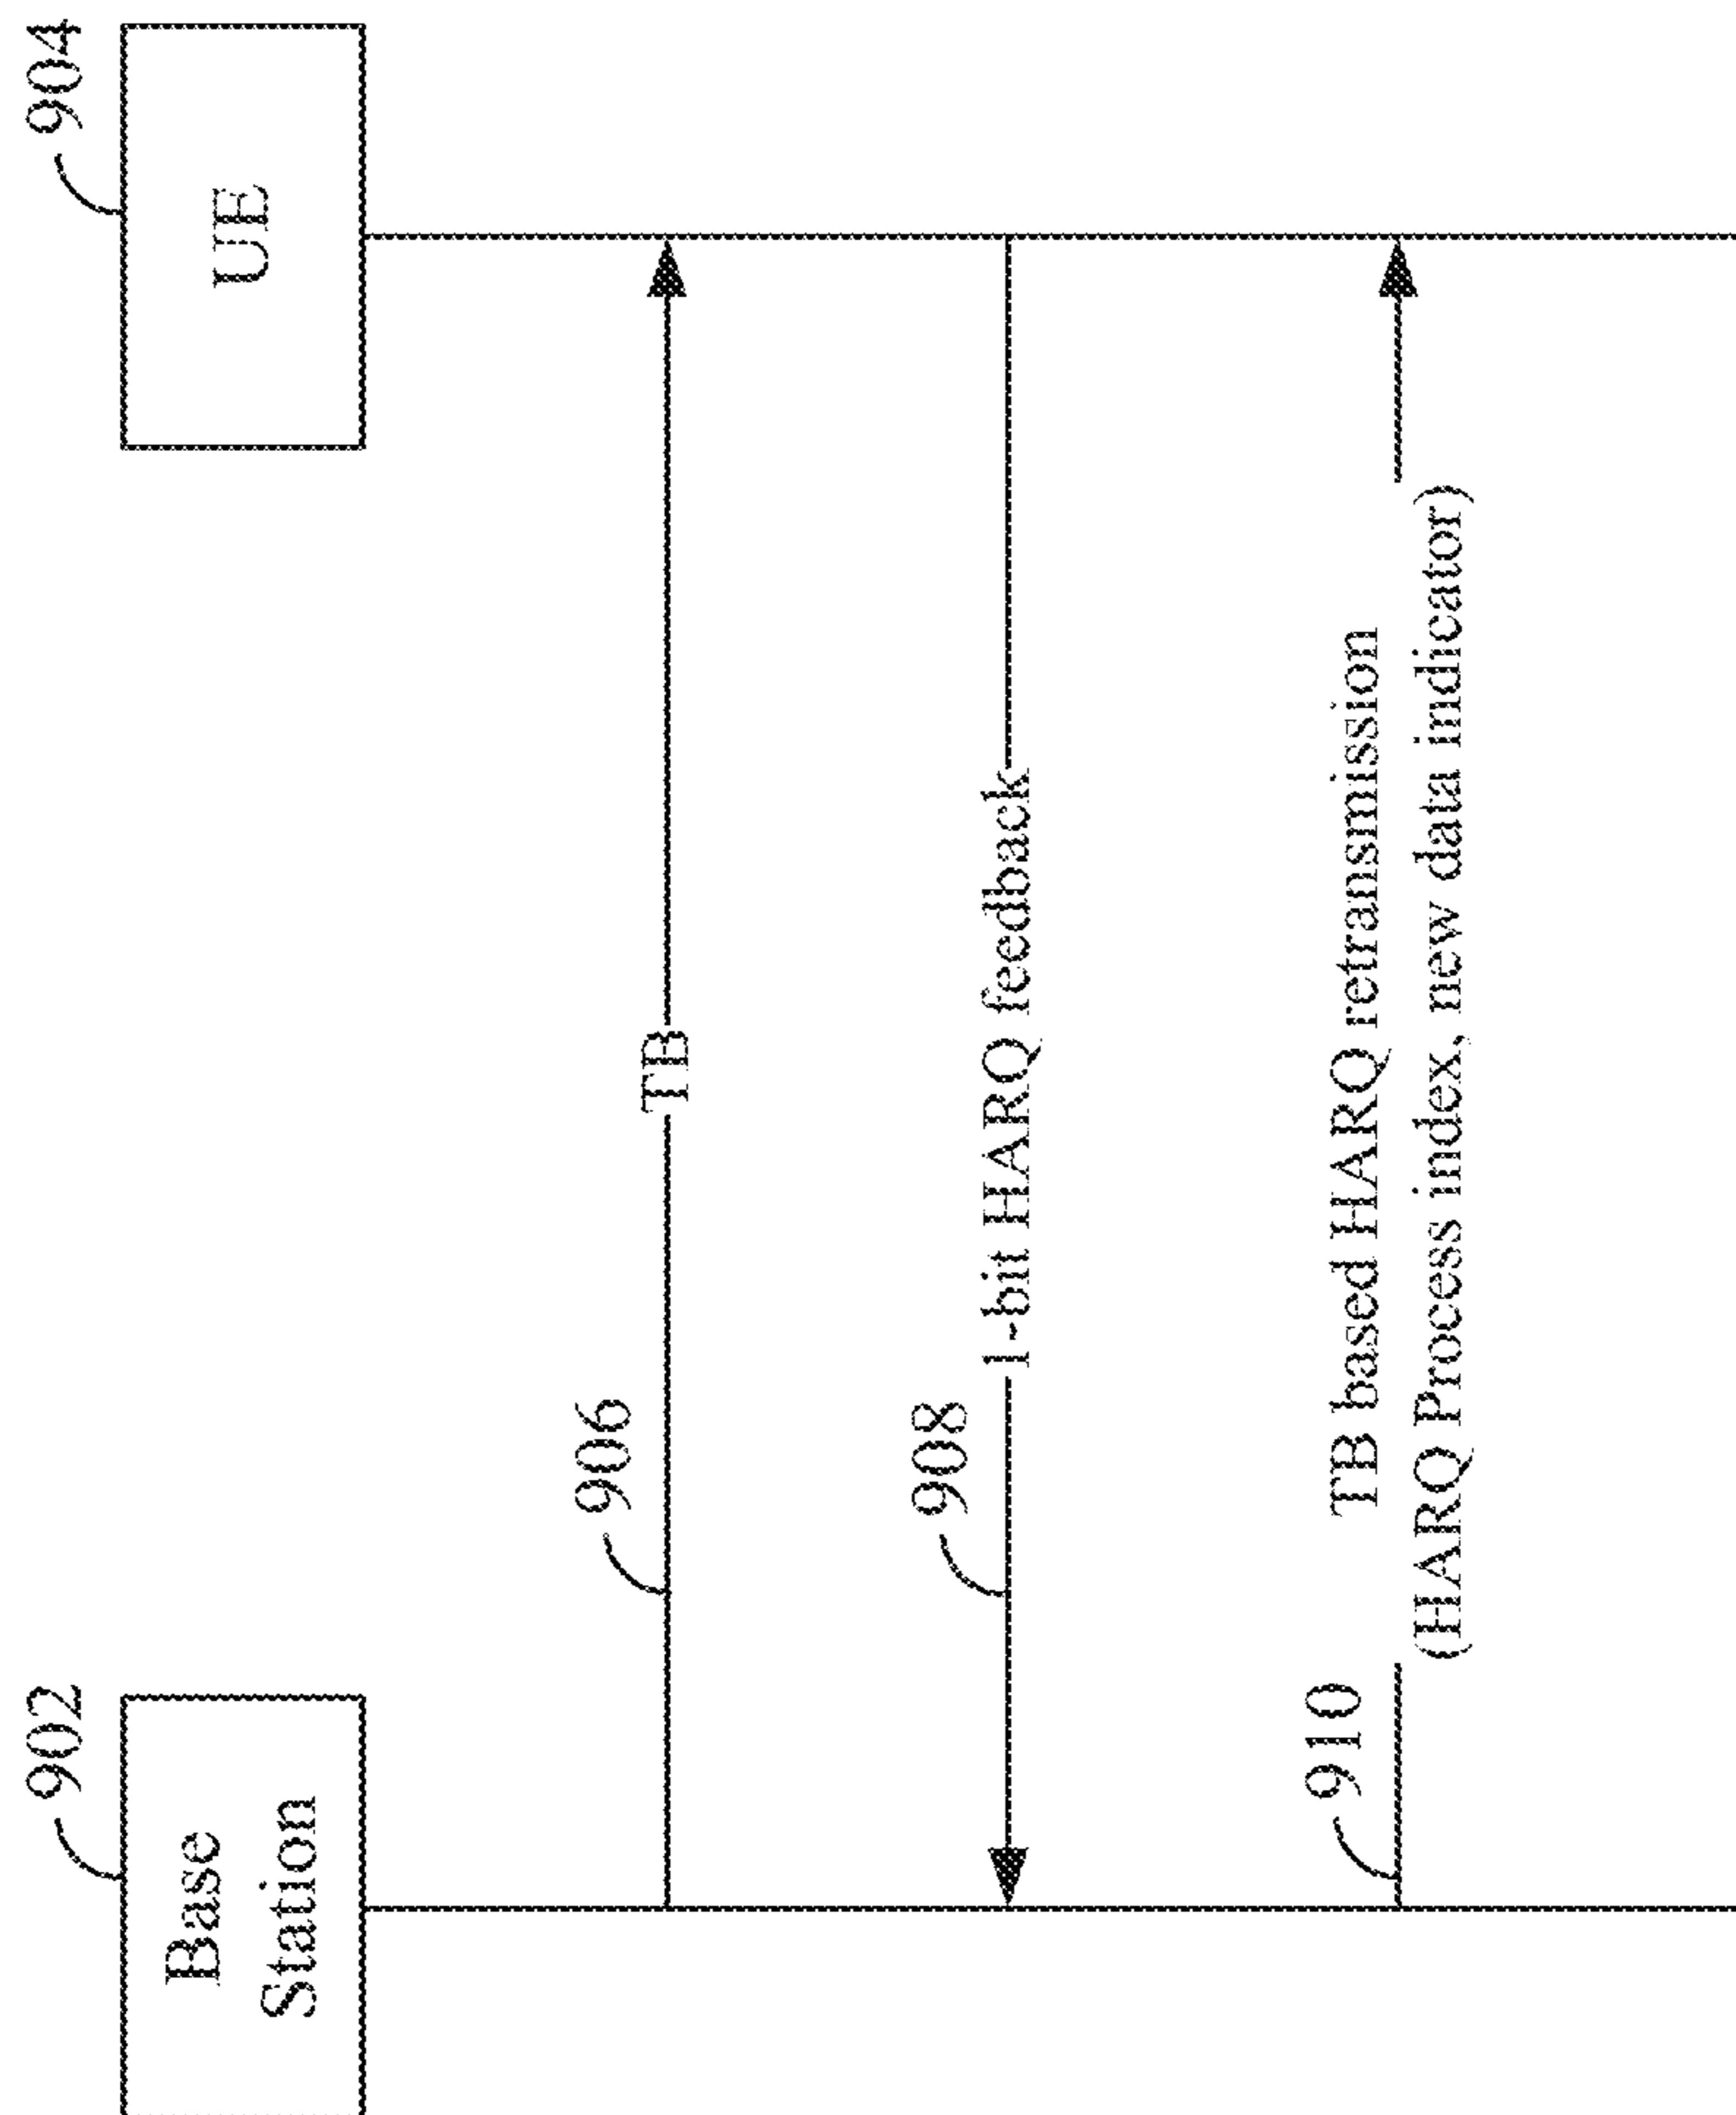 902
904
Base
Station
UE
906
TB
908
1-bit HARQ feedback
910
TB based HARQ retransmission
(HARQ Process index, new data indicator)